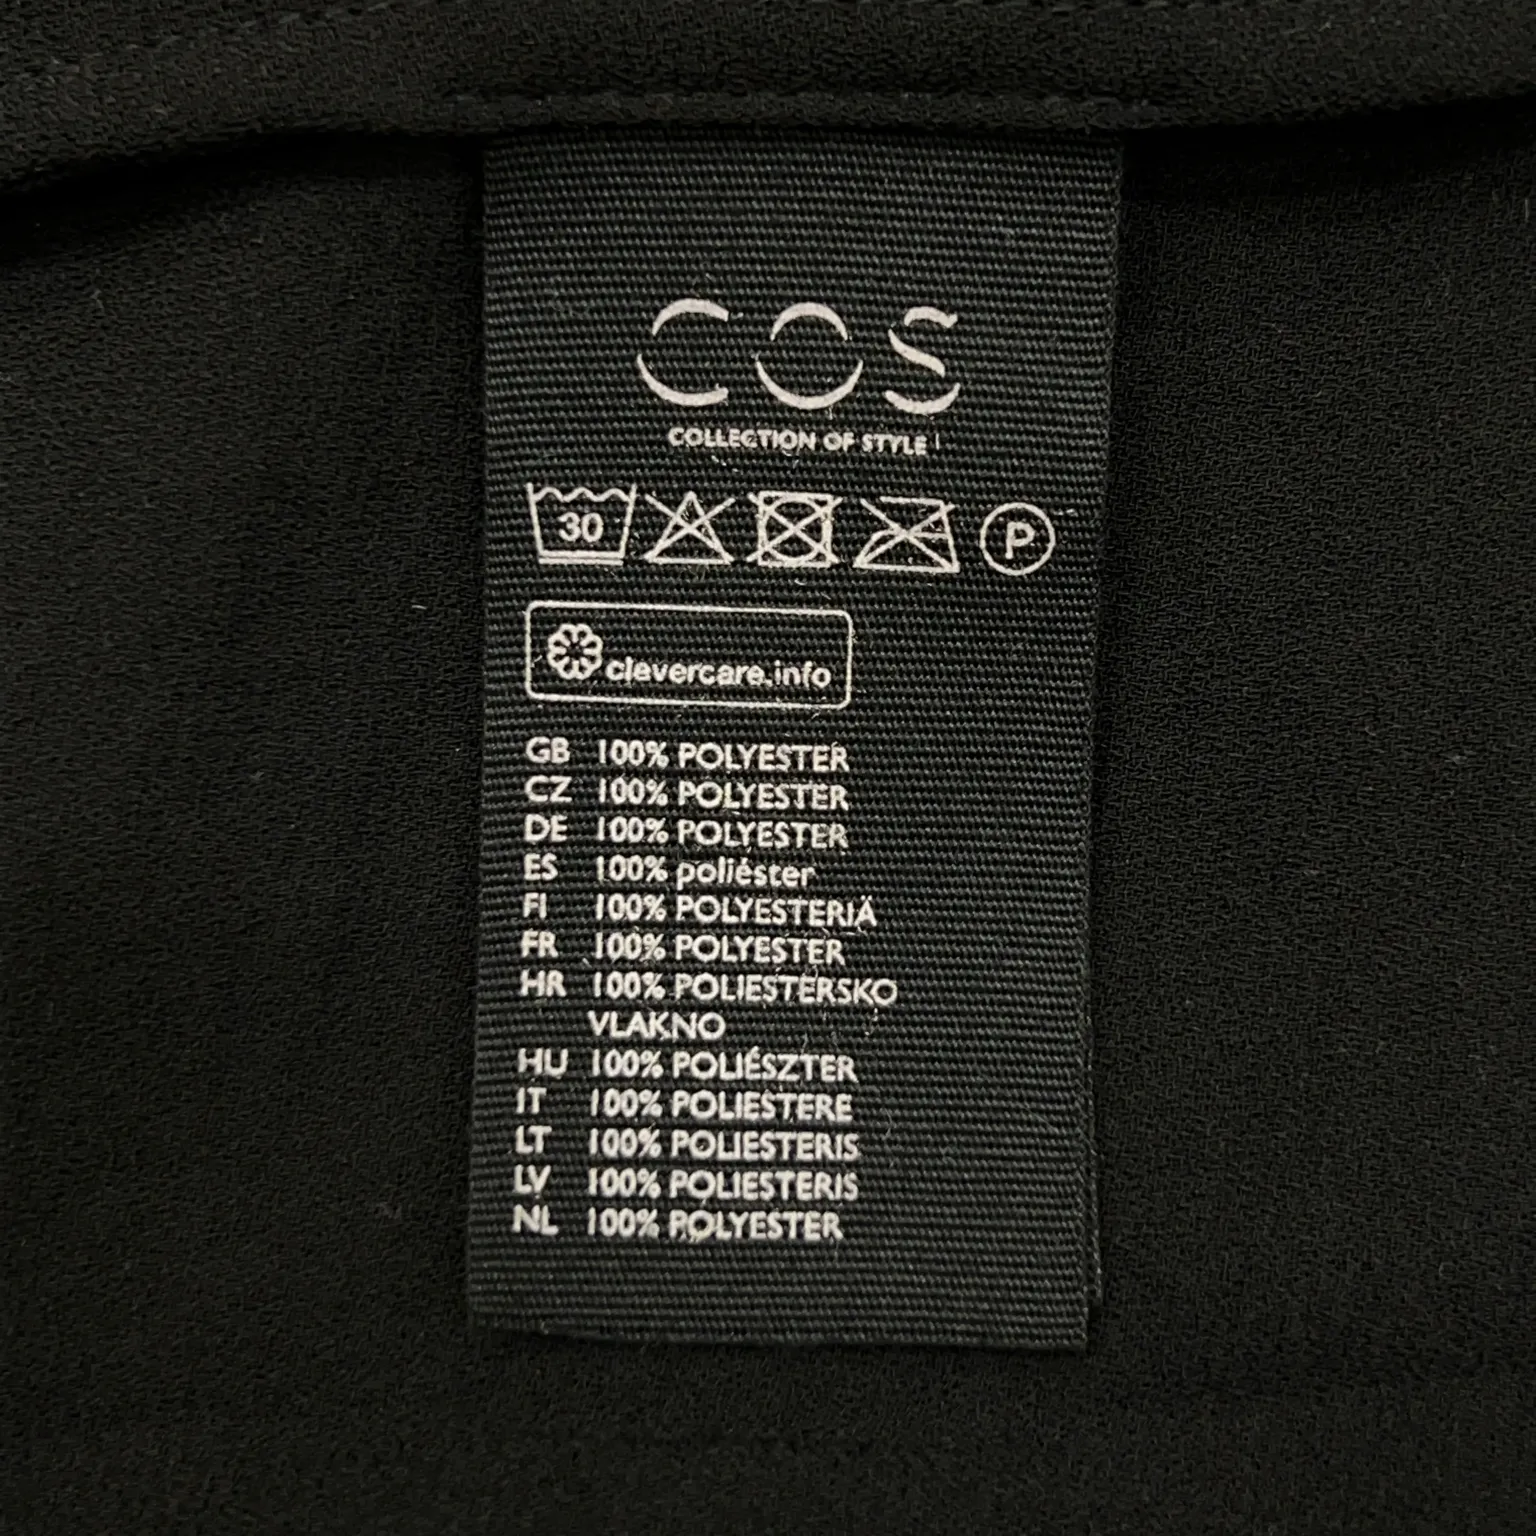 COS
COLLECTION OF STYLE
30 P
clevercare.info
GB 100% POLYESTER
CZ 100% POLYESTER
DE 100% POLYESTER
ES 100% poliéster
FI 100% POLYESTERIÄ
FR 100% POLYESTER
HR 100% POLIESTERSKO
VLAKNO
HU 100% POLIÉSZTER
IT 100% POLIESTERE
LT 100% POLIESTERIS
LV 100% POLIESTERIS
NL 100% POLYESTER